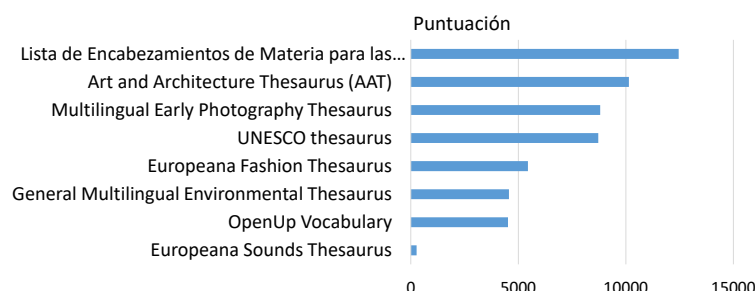 Puntuación
Lista de Encabezamientos de Materia para las...
Art and Architecture Thesaurus (AAT)
Multilingual Early Photography Thesaurus
UNESCO thesaurus
Europeana Fashion Thesaurus
General Multilingual Environmental Thesaurus
OpenUp Vocabulary
Europeana Sounds Thesaurus
0 5000 10000 15000